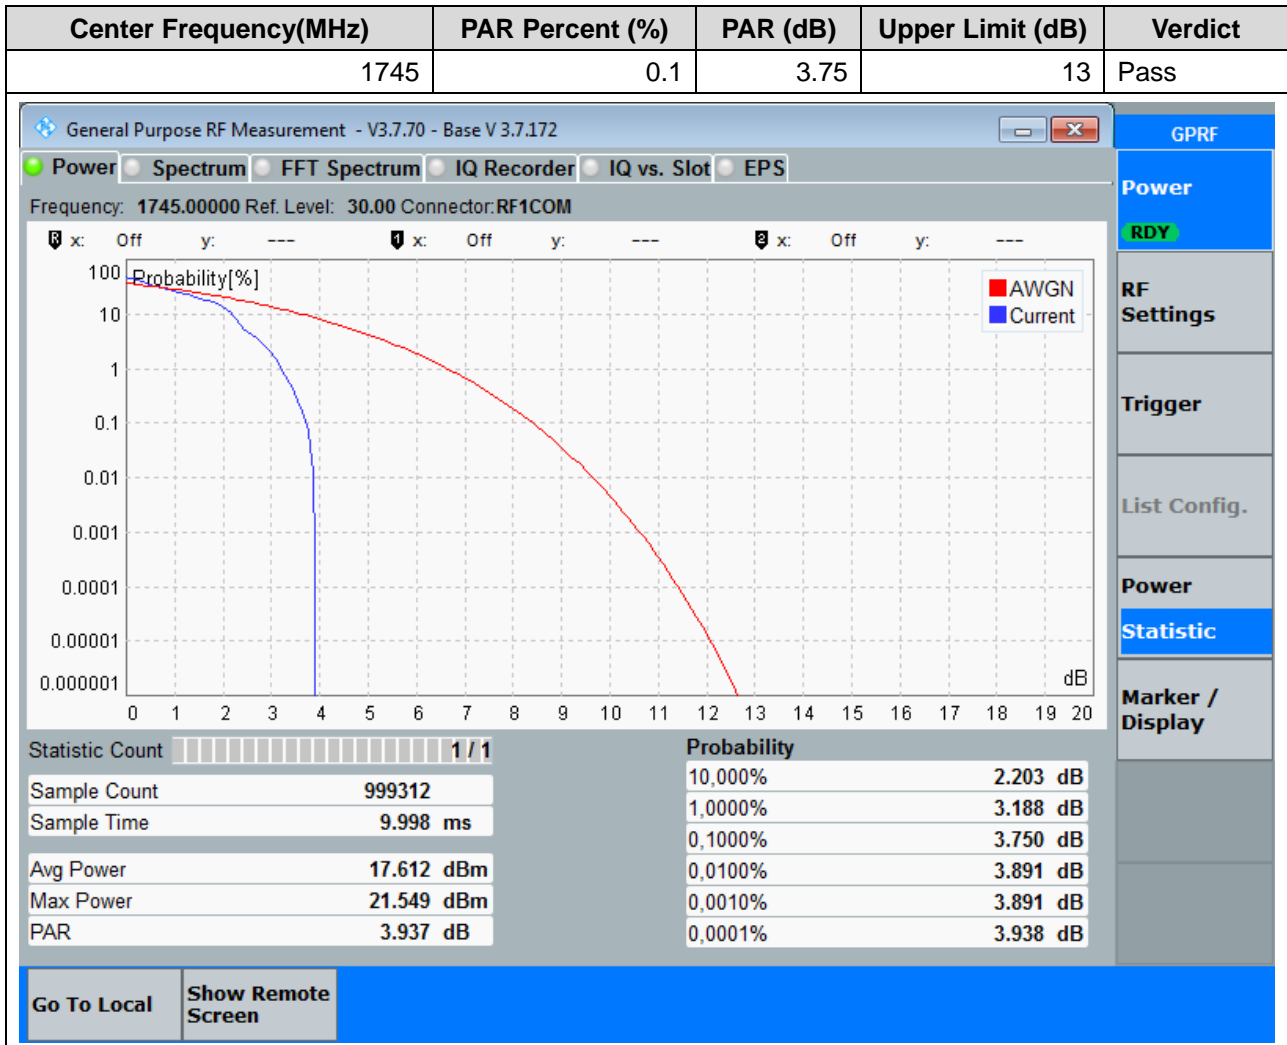 Center Frequency(MHz) PAR Percent (%) PAR (dB) Upper Limit (dB) Verdict
1745 0.1 3.75 13 Pass
General Purpose RF Measurement - V3.7.70 - Base V 3.7.172
GPRF
Power Spectrum FFT Spectrum IQ Recorder IQ vs. Slot EPS
Frequency: 1745.00000 Ref. Level: 30.00 Connector: RF1COM
R x: Off y: --- 1 x: Off y: --- 2 x: Off y: ---
Probability[%]
AWGN
Current
100
10
1
0.1
0.01
0.001
0.0001
0.00001
0.000001
dB
0 1 2 3 4 5 6 7 8 9 10 11 12 13 14 15 16 17 18 19 20
Statistic Count 1 / 1
Sample Count 999312
Sample Time 9.998 ms
Avg Power 17.612 dBm
Max Power 21.549 dBm
PAR 3.937 dB
Probability
10,000% 2.203 dB
1,0000% 3.188 dB
0,1000% 3.750 dB
0,0100% 3.891 dB
0,0010% 3.891 dB
0,0001% 3.938 dB
Power
RDY
RF
Settings
Trigger
List Config.
Power
Statistic
Marker /
Display
Go To Local
Show Remote
Screen